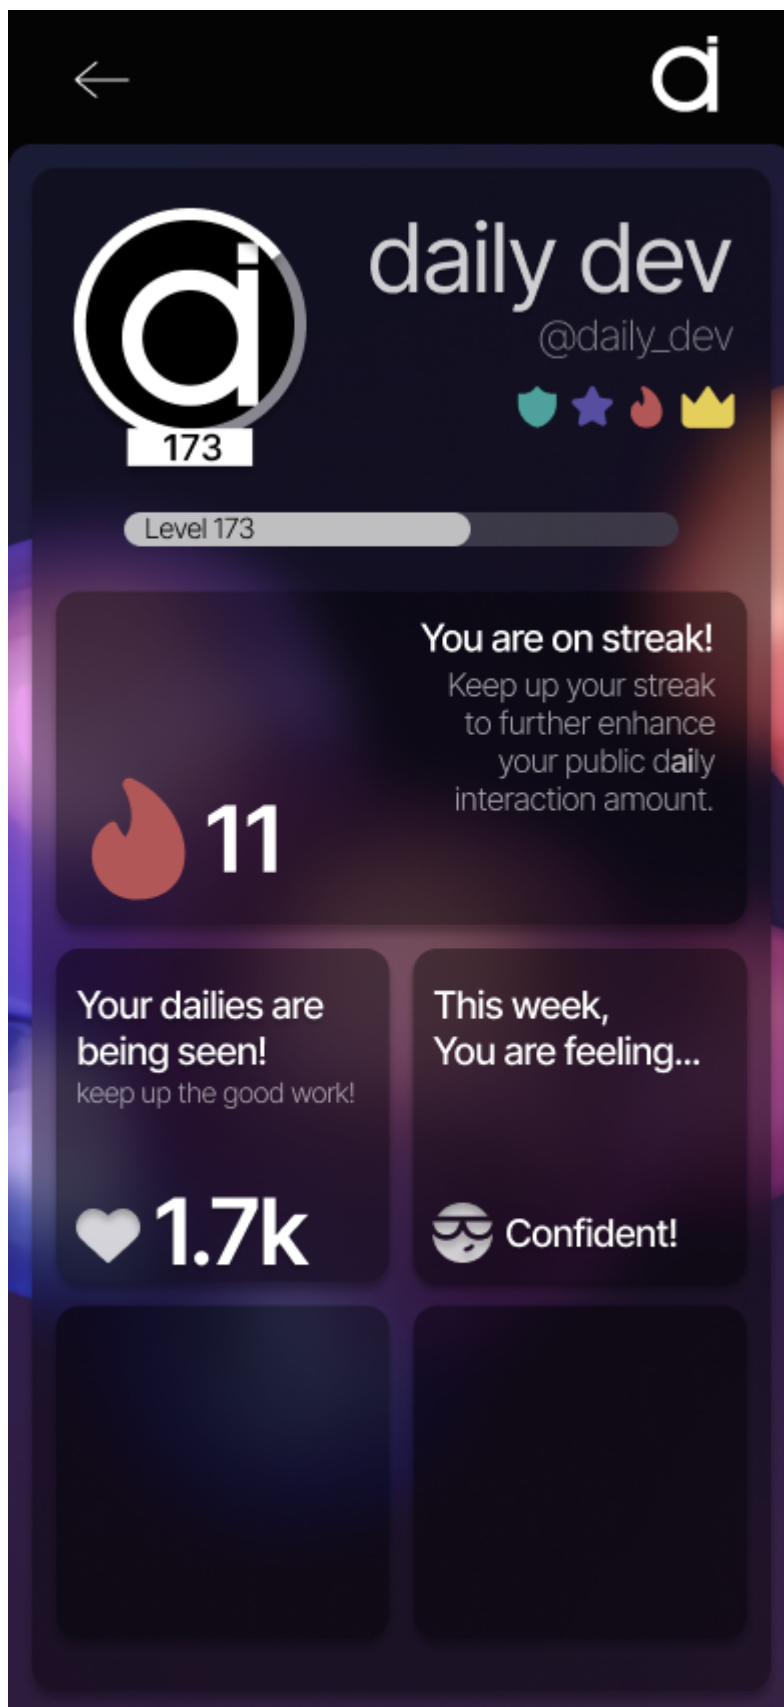 ai
daily dev
@daily_dev
ai
173
Level 173
You are on streak!
Keep up your streak
to further enhance
your public daily
interaction amount.
11
Your dailies are
being seen!
keep up the good work!
1.7k
This week,
You are feeling...
Confident!